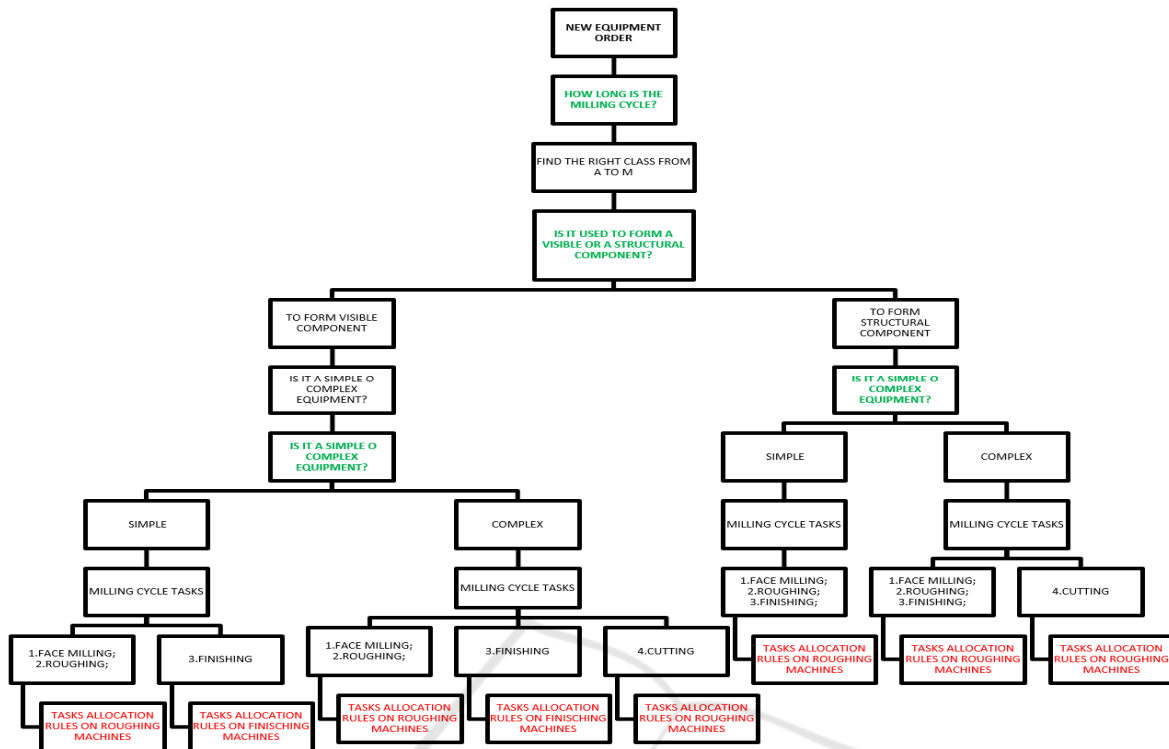 NEW EQUIPMENT
ORDER
HOW LONG IS THE
MILLING CYCLE?
FIND THE RIGHT CLASS FROM
A TO M
IS IT USED TO FORM A
VISIBLE OR A STRUCTURAL
COMPONENT?
TO FORM VISIBLE
COMPONENT
IS IT A SIMPLE O
COMPLEX
EQUIPMENT?
IS IT A SIMPLE O
COMPLEX
EQUIPMENT?
SIMPLE
MILLING CYCLE TASKS
1.FACE MILLING;
2.ROUGHING;
TASKS ALLOCATION
RULES ON ROUGHING
MACHINES
3.FINISHING
TASKS ALLOCATION
RULES ON FINISCHING
MACHINES
COMPLEX
MILLING CYCLE TASKS
1.FACE MILLING;
2.ROUGHING;
TASKS ALLOCATION
RULES ON ROUGHING
MACHINES
3.FINISHING
TASKS ALLOCATION
RULES ON FINISCHING
MACHINES
4.CUTTING
TASKS ALLOCATION
RULES ON ROUGHING
MACHINES
TO FORM
STRUCTURAL
COMPONENT
IS IT A SIMPLE O
COMPLEX
EQUIPMENT?
SIMPLE
MILLING CYCLE TASKS
1.FACE MILLING;
2.ROUGHING;
3.FINISHING;
TASKS ALLOCATION
RULES ON ROUGHING
MACHINES
COMPLEX
MILLING CYCLE TASKS
1.FACE MILLING;
2.ROUGHING;
3.FINISHING;
TASKS ALLOCATION
RULES ON ROUGHING
MACHINES
4.CUTTING
TASKS ALLOCATION
RULES ON ROUGHING
MACHINES